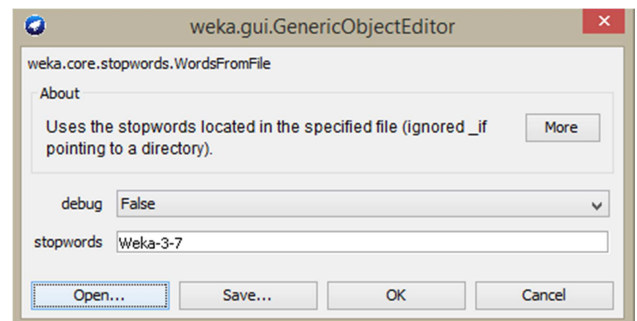 weka.gui.GenericObjectEditor
weka.core.stopwords.WordsFromFile
About
Uses the stopwords located in the specified file (ignored _if
pointing to a directory).
More
debug False
stopwords Weka-3-7
Open... Save... OK Cancel